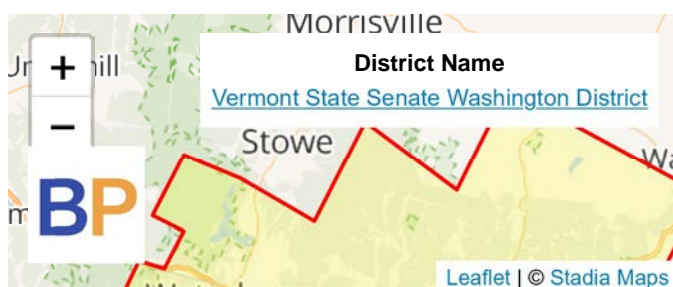 Morrisville
+
District Name
Vermont State Senate Washington District
−
Stowe
BP
Leaflet | © Stadia Maps